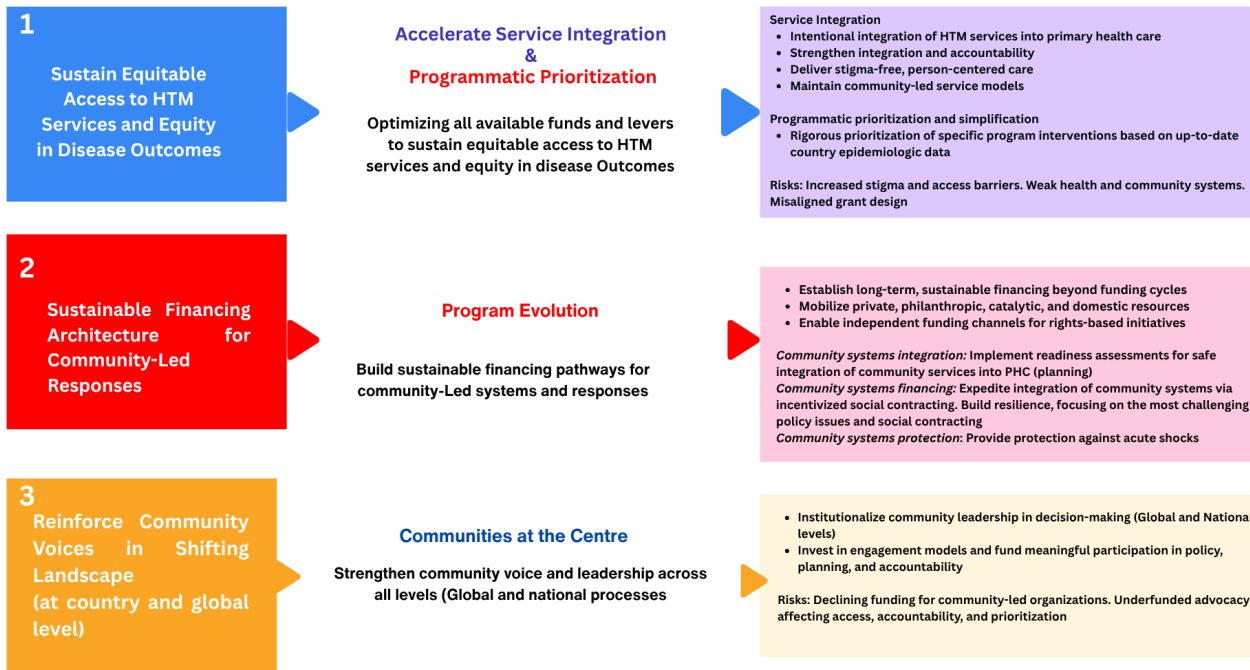 1
Sustain Equitable
Access to HTM
Services and Equity
in Disease Outcomes
Accelerate Service Integration
&
Programmatic Prioritization
Optimizing all available funds and levers
to sustain equitable access to HTM
services and equity in disease Outcomes
Service Integration
• Intentional integration of HTM services into primary health care
• Strengthen integration and accountability
• Deliver stigma-free, person-centered care
• Maintain community-led service models
Programmatic prioritization and simplification
• Rigorous prioritization of specific program interventions based on up-to-date
country epidemiologic data
Risks: Increased stigma and access barriers. Weak health and community systems.
Misaligned grant design
2
Sustainable Financing
Architecture for
Community-Led
Responses
Program Evolution
Build sustainable financing pathways for
community-Led systems and responses
• Establish long-term, sustainable financing beyond funding cycles
• Mobilize private, philanthropic, catalytic, and domestic resources
• Enable independent funding channels for rights-based initiatives
Community systems integration: Implement readiness assessments for safe
integration of community services into PHC (planning)
Community systems financing: Expedite integration of community systems via
incentivized social contracting. Build resilience, focusing on the most challenging
policy issues and social contracting
Community systems protection: Provide protection against acute shocks
3
Reinforce Community
Voices in Shifting
Landscape
(at country and global
level)
Communities at the Centre
Strengthen community voice and leadership across
all levels (Global and national processes
• Institutionalize community leadership in decision-making (Global and National
levels)
• Invest in engagement models and fund meaningful participation in policy,
planning, and accountability
Risks: Declining funding for community-led organizations. Underfunded advocacy
affecting access, accountability, and prioritization